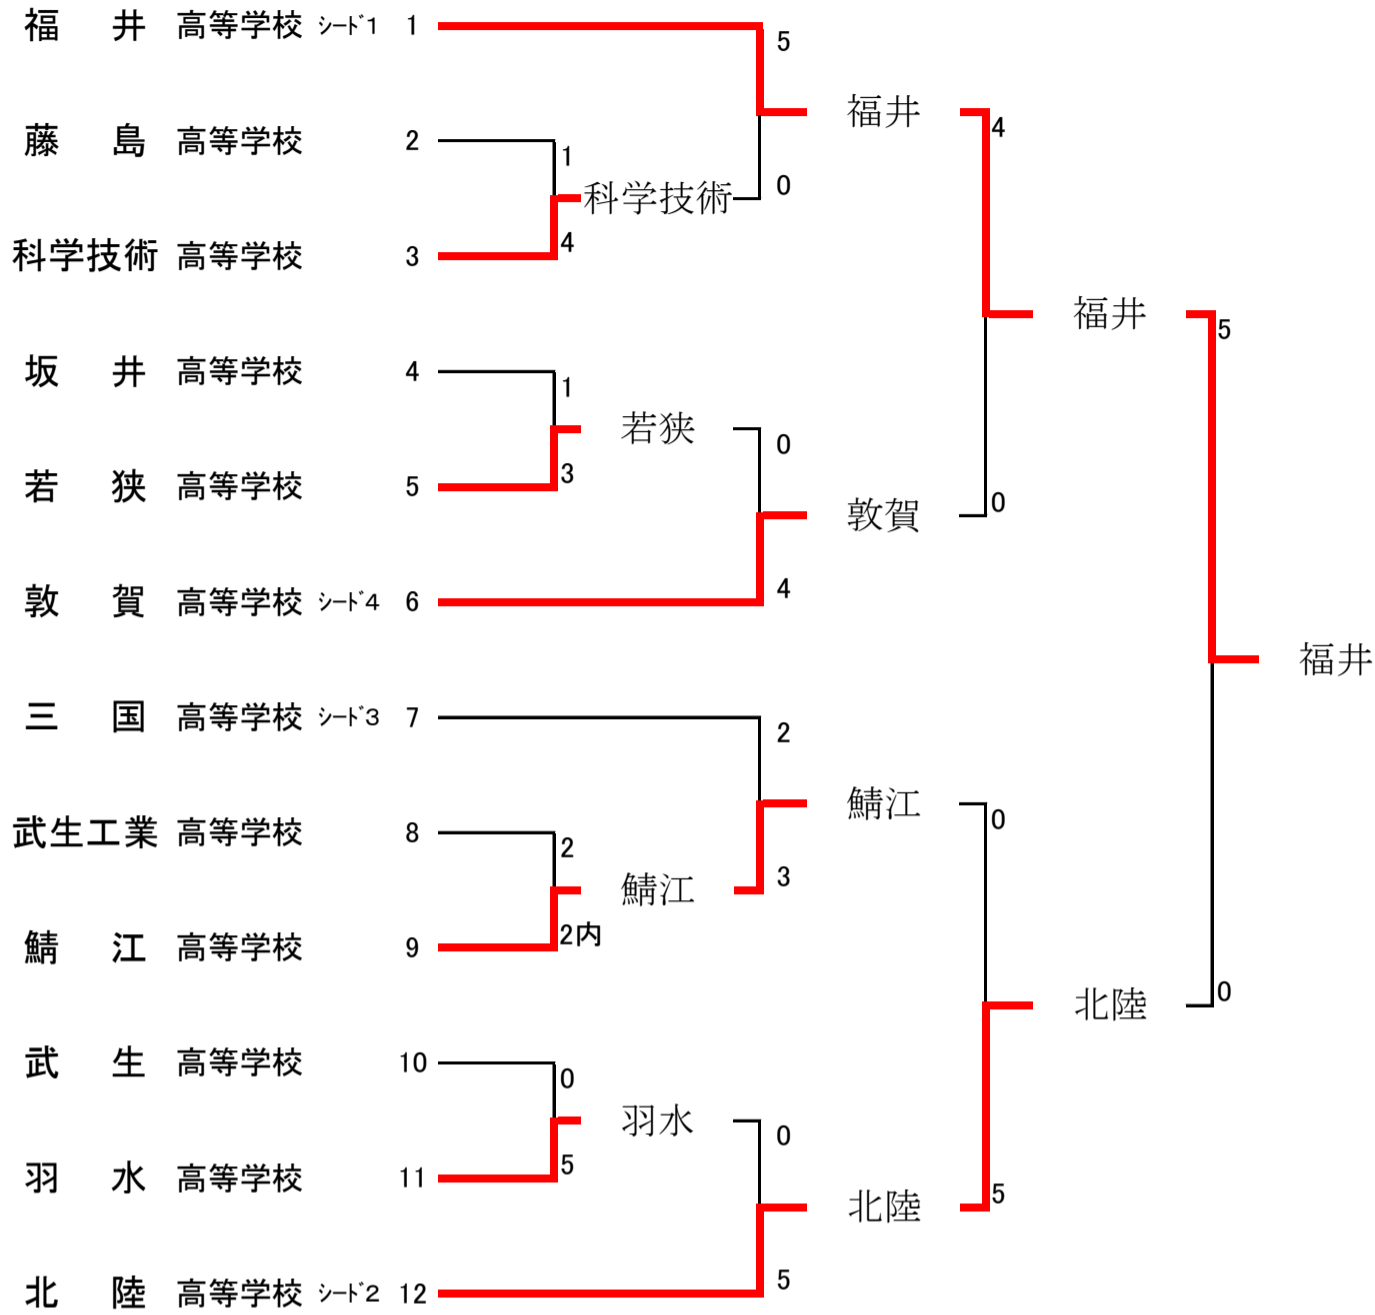 福井 高等学校 ｼｰﾄﾞ1 1
5
福井
4
藤島 高等学校 2
1
科学技術
0
科学技術 高等学校 3
4
福井
5
坂井 高等学校 4
1
若狭
0
若狭 高等学校 5
3
敦賀
0
敦賀 高等学校 ｼｰﾄﾞ4 6
4
福井
三国 高等学校 ｼｰﾄﾞ3 7
2
鯖江
0
武生工業 高等学校 8
2
鯖江
3
鯖江 高等学校 9
2内
北陸
0
武生 高等学校 10
0
羽水
0
羽水 高等学校 11
5
北陸
5
北陸 高等学校 ｼｰﾄﾞ2 12
5